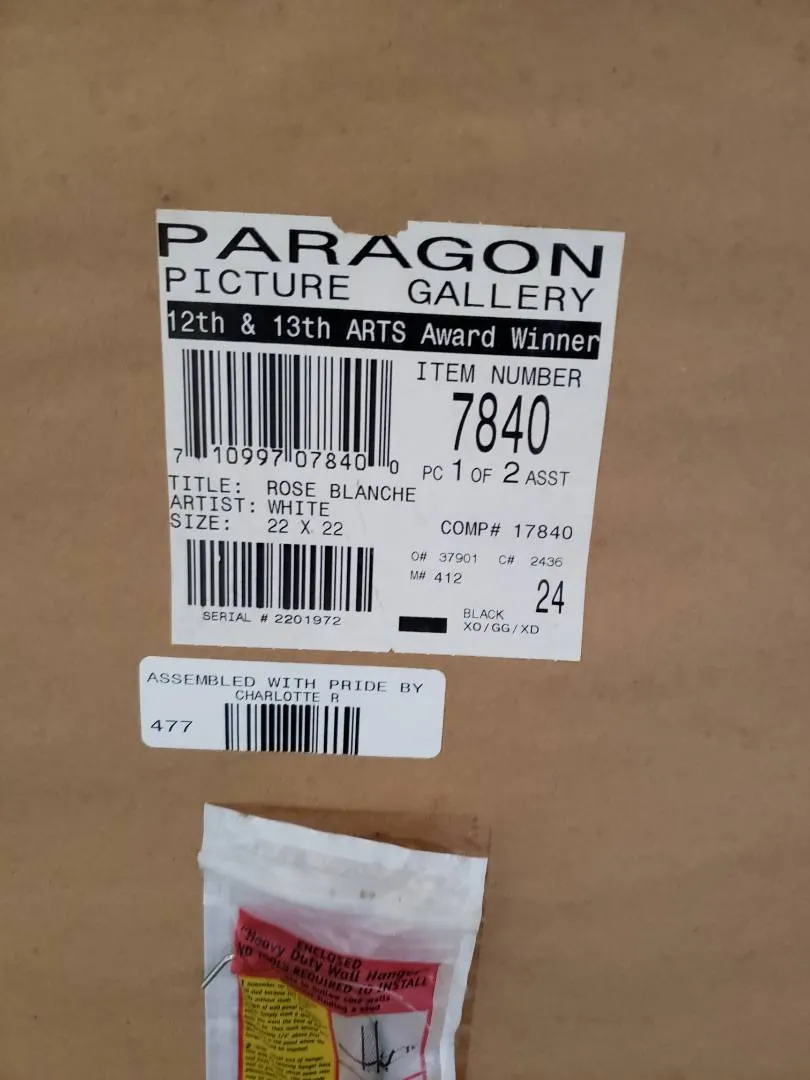 PARAGON
PICTURE GALLERY
12th & 13th ARTS Award Winner
ITEM NUMBER
7840
7 10997 07840 0
PC 1 OF 2 ASST
TITLE: ROSE BLANCHE
ARTIST: WHITE
SIZE: 22 X 22
COMP# 17840
O# 37901 C# 2436
M# 412
24
SERIAL # 2201972
BLACK
XO/GG/XD
ASSEMBLED WITH PRIDE BY
CHARLOTTE R
477
ENCLOSED
"Heavy Duty Wall Hanger
TOOLS REQUIRED TO INSTALL